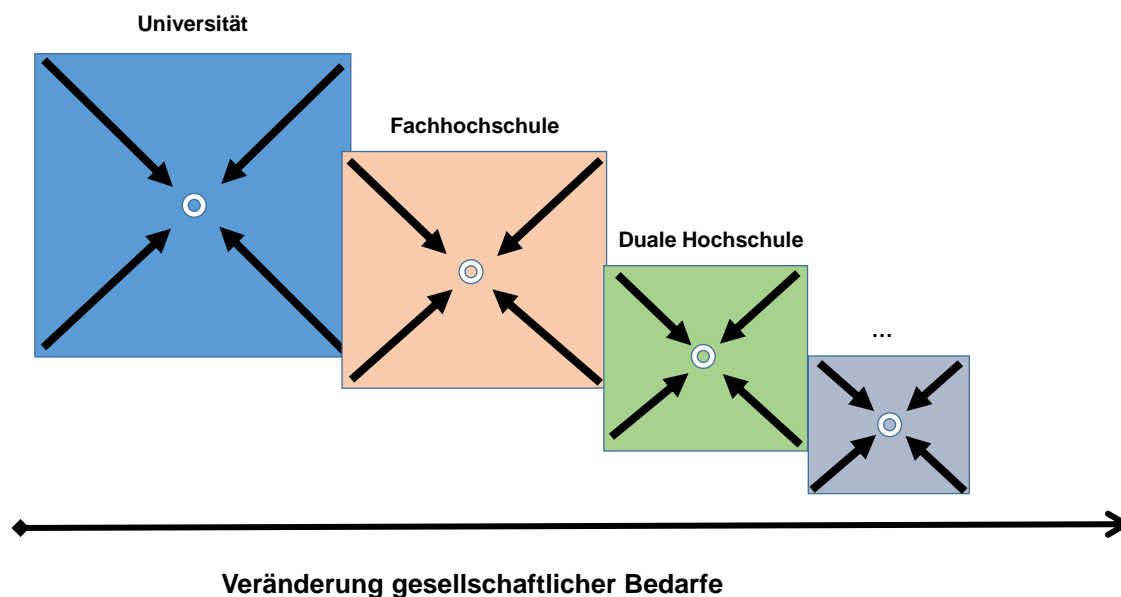 Universität
Fachhochschule
Duale Hochschule
...
Veränderung gesellschaftlicher Bedarfe